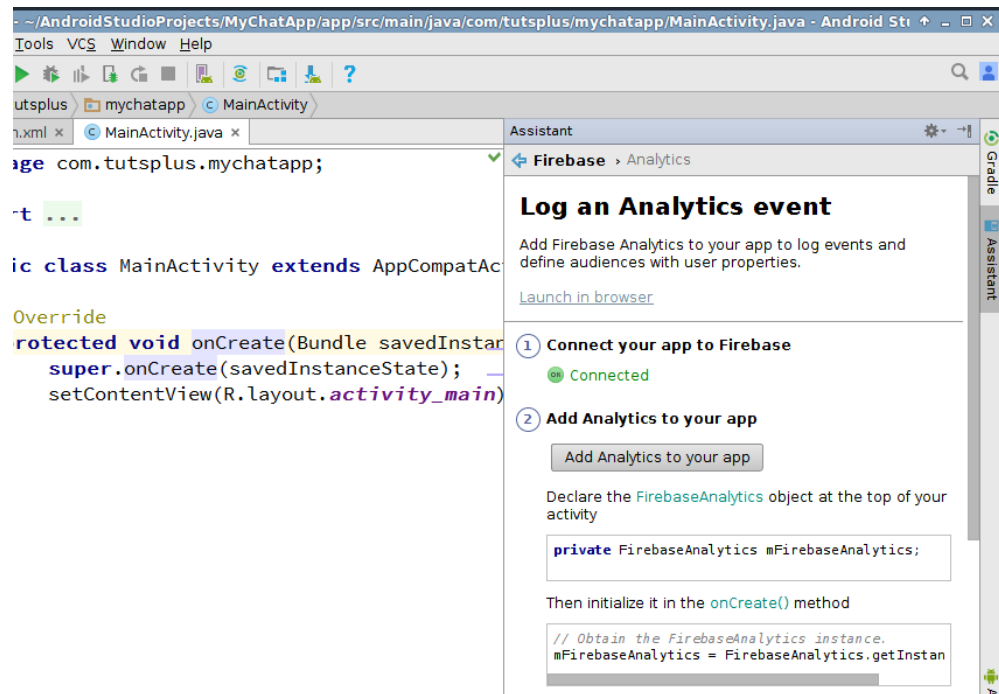 - ~/AndroidStudioProjects/MyChatApp/app/src/main/java/com/tutsplus/mychatapp/MainActivity.java - Android Stu
Tools VCS Window Help
utsplus mychatapp MainActivity
n.xml MainActivity.java
age com.tutsplus.mychatapp;
rt ...
ic class MainActivity extends AppCompatAc
Override
rotected void onCreate(Bundle savedInstan
super.onCreate(savedInstanceState);
setContentView(R.layout.activity_main)
Assistant
Firebase › Analytics
Log an Analytics event
Add Firebase Analytics to your app to log events and
define audiences with user properties.
Launch in browser
1 Connect your app to Firebase
Connected
2 Add Analytics to your app
Add Analytics to your app
Declare the FirebaseAnalytics object at the top of your
activity
private FirebaseAnalytics mFirebaseAnalytics;
Then initialize it in the onCreate() method
// Obtain the FirebaseAnalytics instance.
mFirebaseAnalytics = FirebaseAnalytics.getInstan
Gradle
Assistant